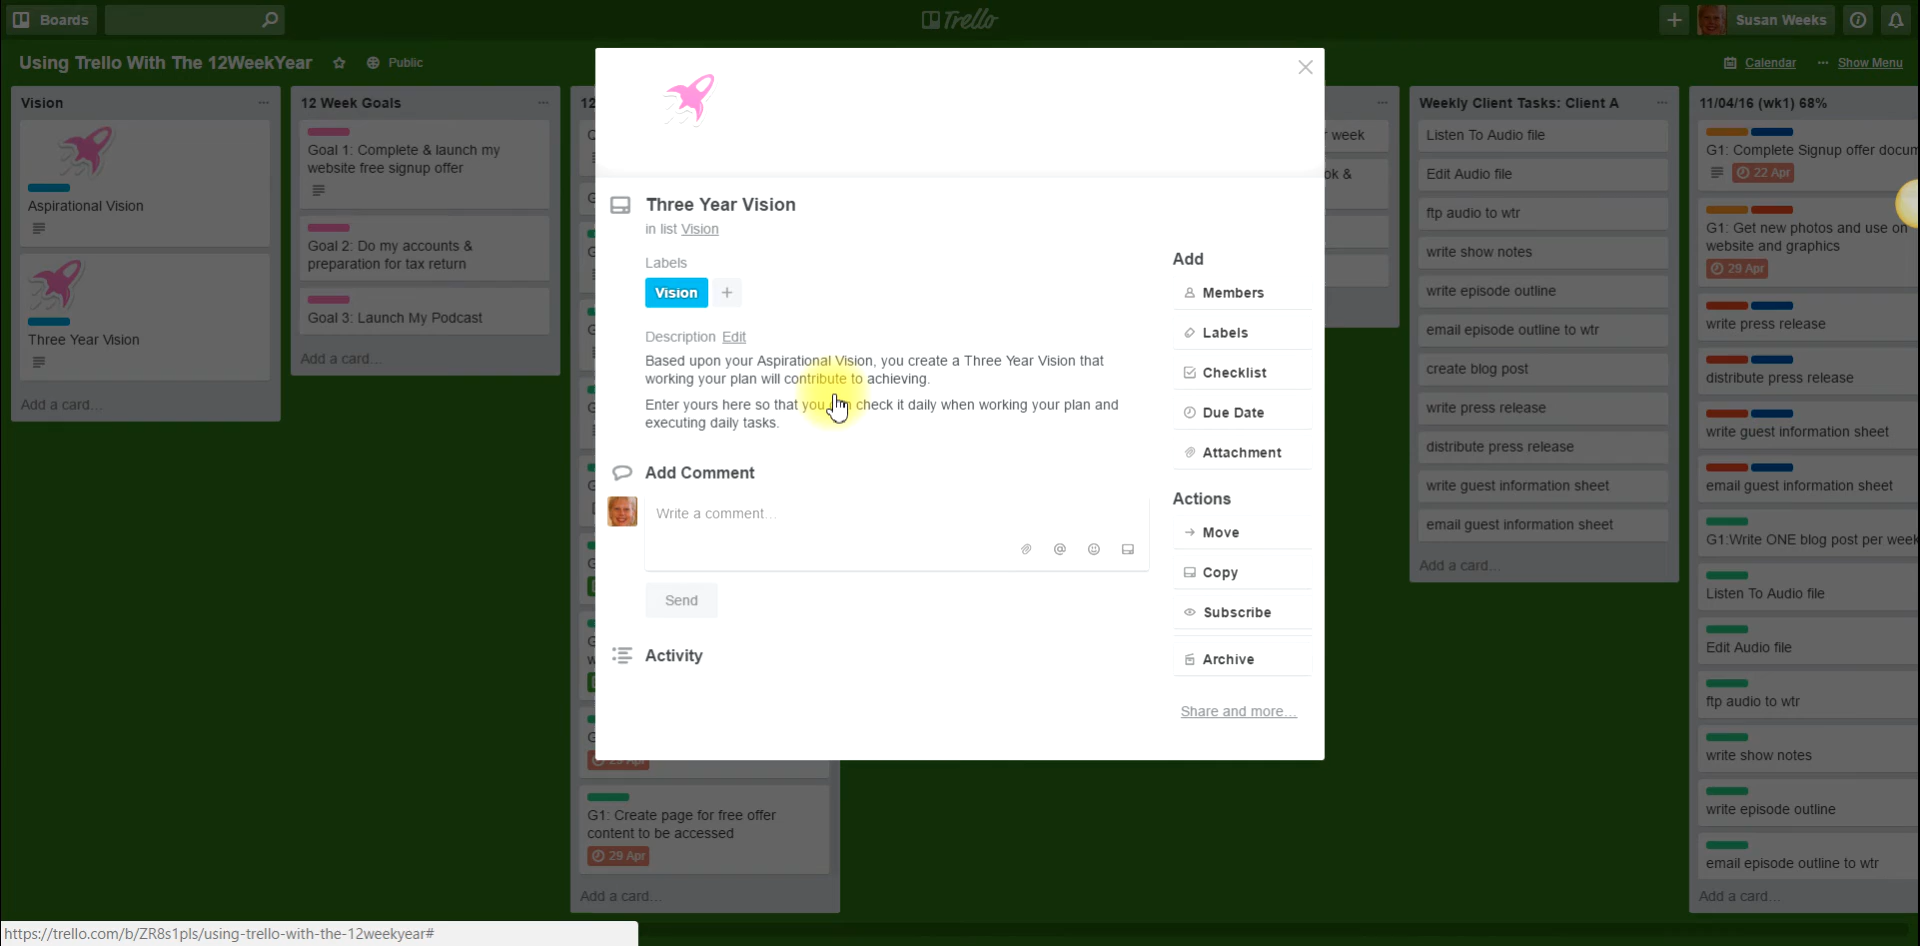 Boards
Trello
Susan Weeks
Using Trello With The 12WeekYear
Public
Calendar
Show Menu
Vision
Aspirational Vision
Three Year Vision
Add a card...
12 Week Goals
Goal 1: Complete & launch my
website free signup offer
Goal 2: Do my accounts &
preparation for tax return
Goal 3: Launch My Podcast
Add a card...
12
29 Apr
G1: Create page for free offer
content to be accessed
29 Apr
Add a card...
Three Year Vision
in list Vision
Labels
Vision
Description Edit
Based upon your Aspirational Vision, you create a Three Year Vision that
working your plan will contribute to achieving.
Enter yours here so that you can check it daily when working your plan and
executing daily tasks.
Add Comment
Write a comment...
Send
Activity
Add
Members
Labels
Checklist
Due Date
Attachment
Actions
Move
Copy
Subscribe
Archive
Share and more...
week
ok &
Weekly Client Tasks: Client A
Listen To Audio file
Edit Audio file
ftp audio to wtr
write show notes
write episode outline
email episode outline to wtr
create blog post
write press release
distribute press release
write guest information sheet
email guest information sheet
Add a card...
11/04/16 (wk1) 68%
G1: Complete Signup offer docum
22 Apr
G1: Get new photos and use on
website and graphics
29 Apr
write press release
distribute press release
write guest information sheet
email guest information sheet
G1:Write ONE blog post per week
Listen To Audio file
Edit Audio file
ftp audio to wtr
write show notes
write episode outline
email episode outline to wtr
Add a card...
https://trello.com/b/ZR8s1pls/using-trello-with-the-12weekyear#